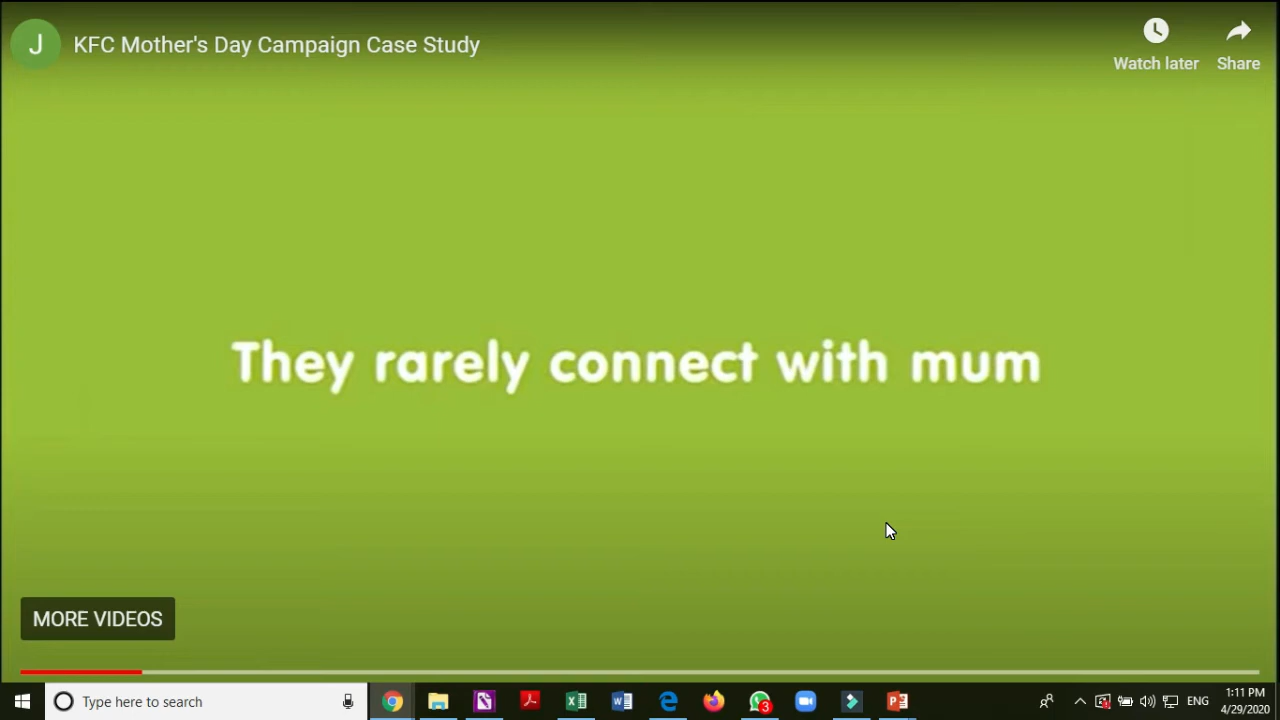 J
KFC Mother's Day Campaign Case Study
Watch later
Share
They rarely connect with mum
MORE VIDEOS
Type here to search
3
ENG
1:11 PM
4/29/2020